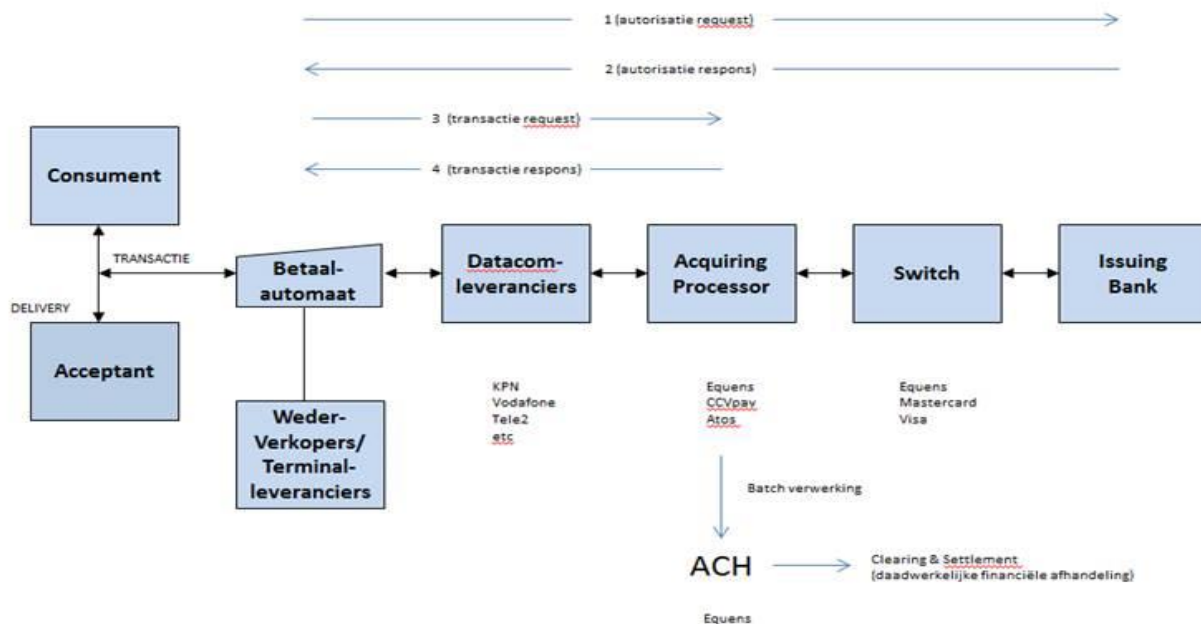 1 (autorisatie request)
2 (autorisatie respons)
3 (transactie request)
4 (transactie respons)
Consument
TRANSACTIE
DELIVERY
Acceptant
Betaal-
automaat
Weder-
Verkopers/
Terminal-
leveranciers
Datacom-
leveranciers
KPN
Vodafone
Tele2
etc
Acquiring
Processor
Equens
CCVpay
Atos
Switch
Equens
Mastercard
Visa
Issuing
Bank
Batch verwerking
ACH
Equens
Clearing & Settlement
(daadwerkelijke financiële afhandeling)